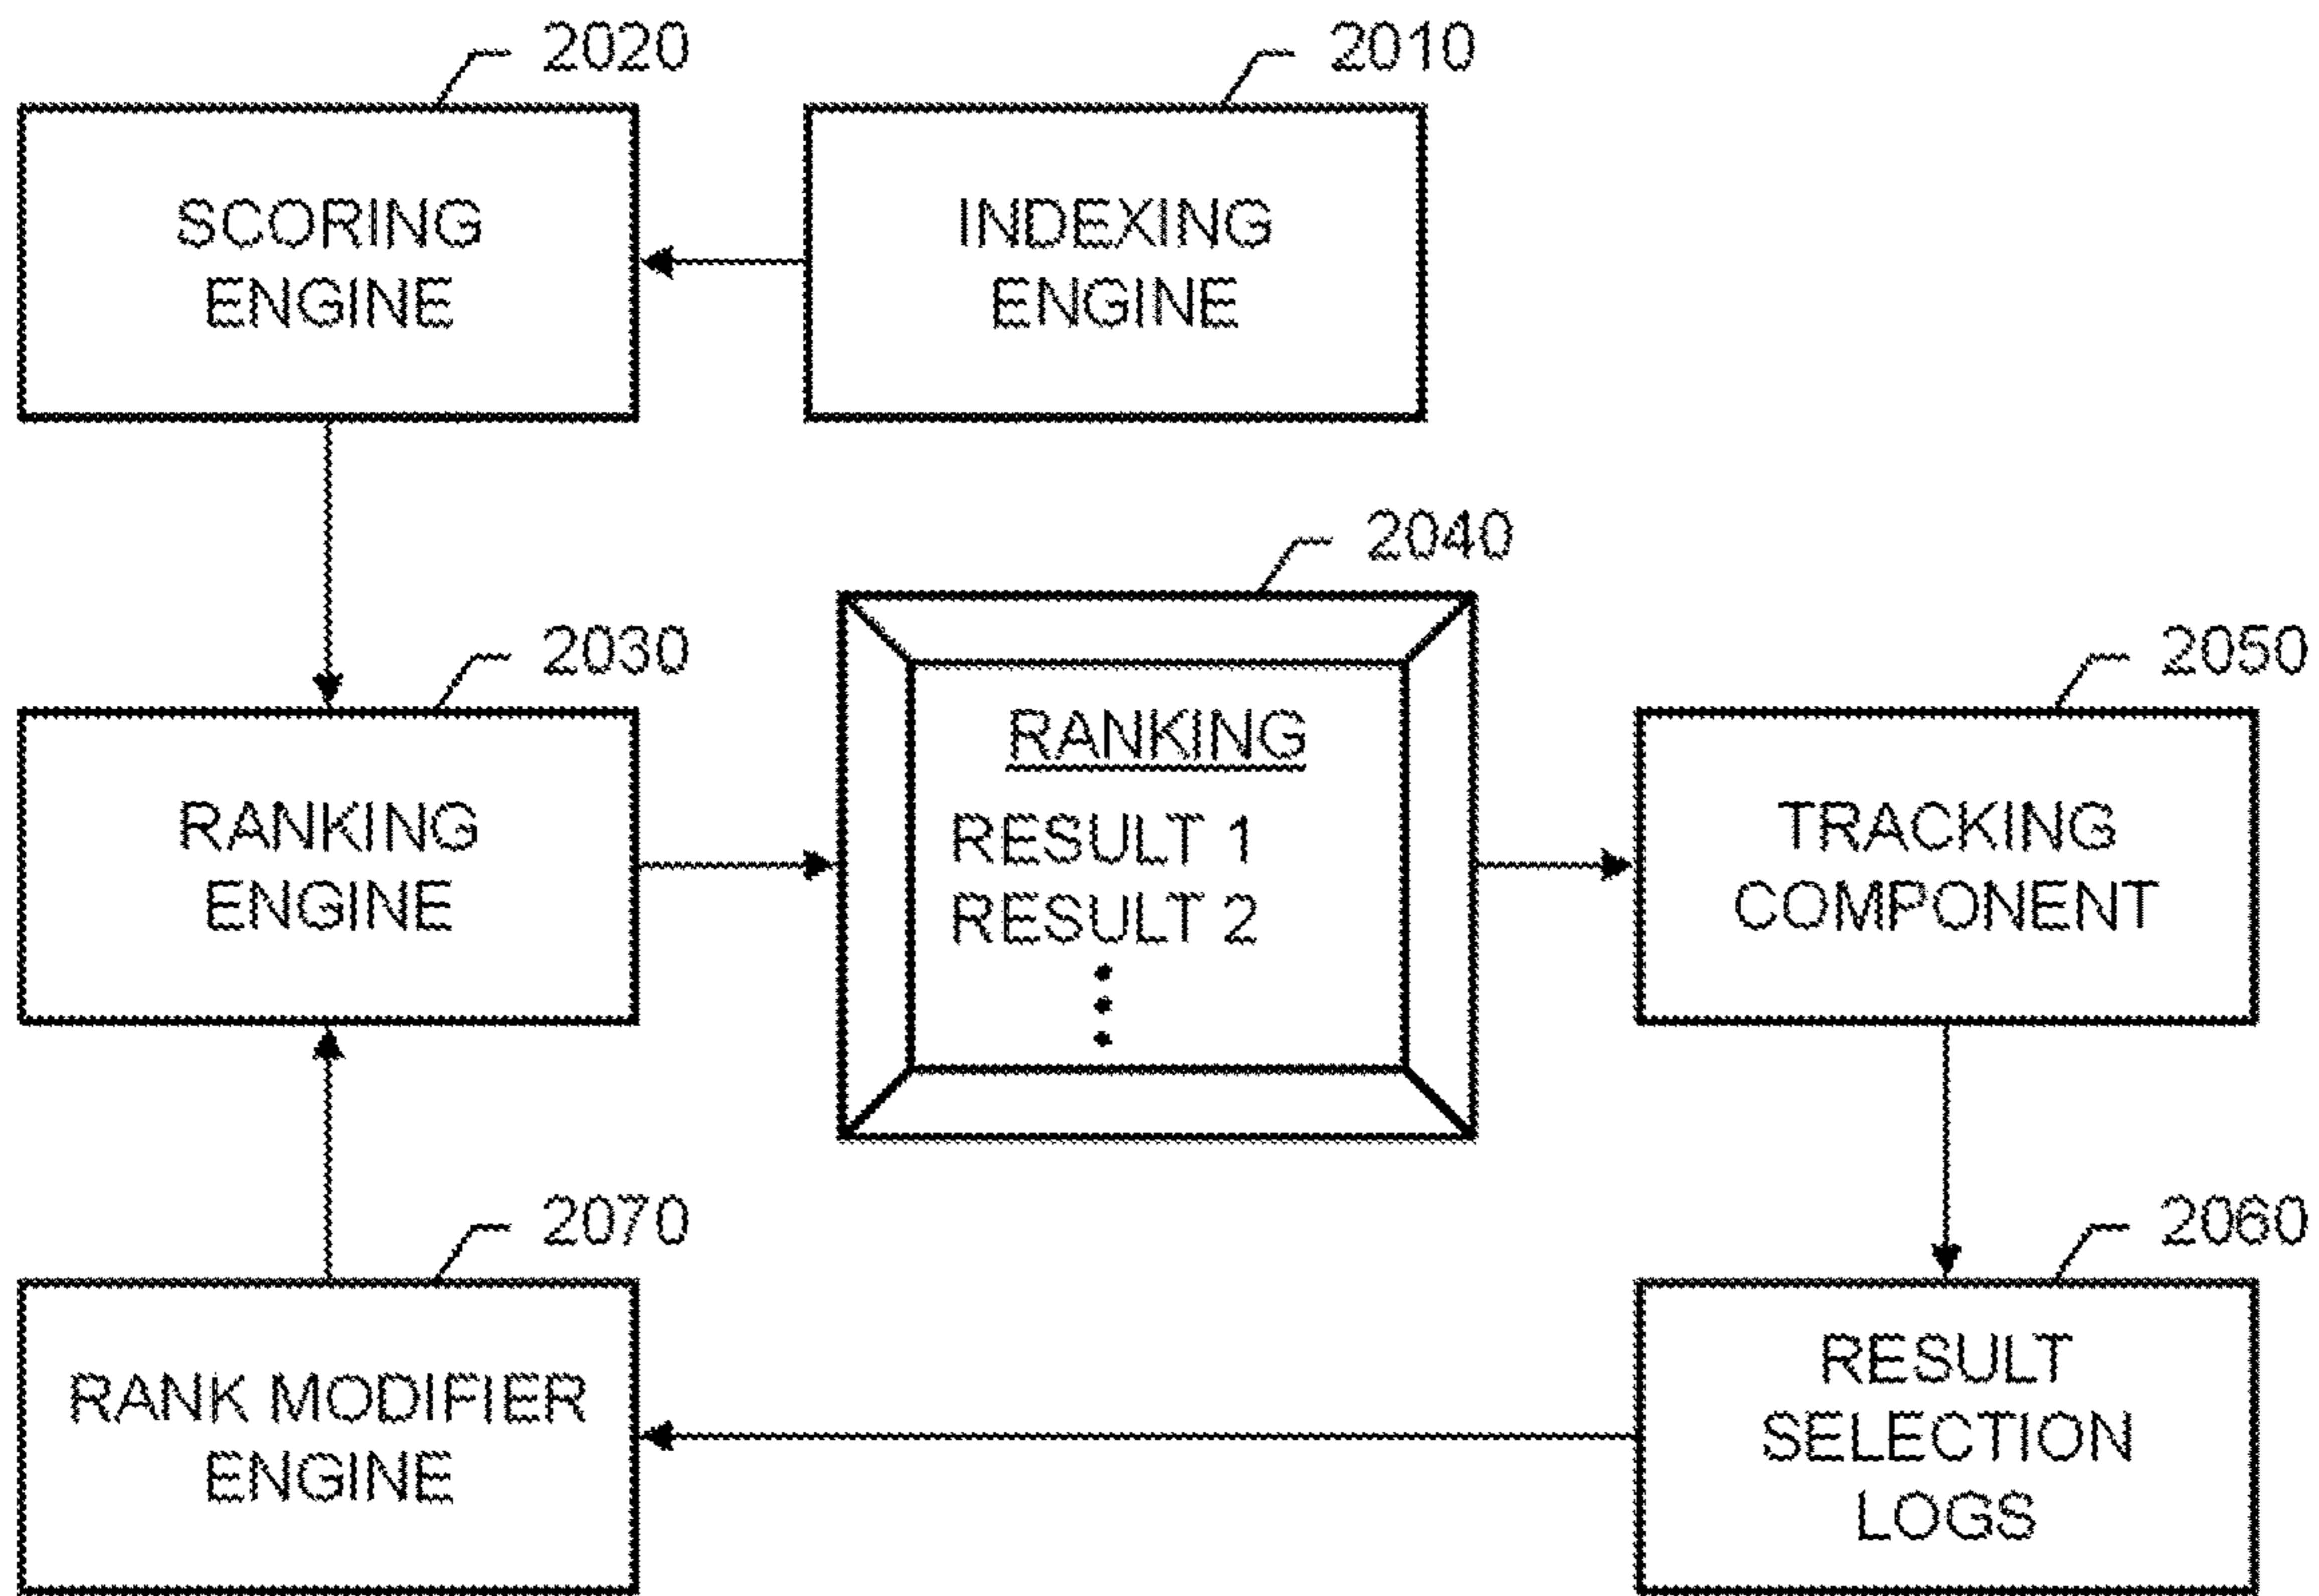 2020
2010
SCORING
ENGINE
INDEXING
ENGINE
2040
2030
2050
RANKING
RESULT 1
RESULT 2
RANKING
ENGINE
TRACKING
COMPONENT
2070
2060
RANK MODIFIER
ENGINE
RESULT
SELECTION
LOGS